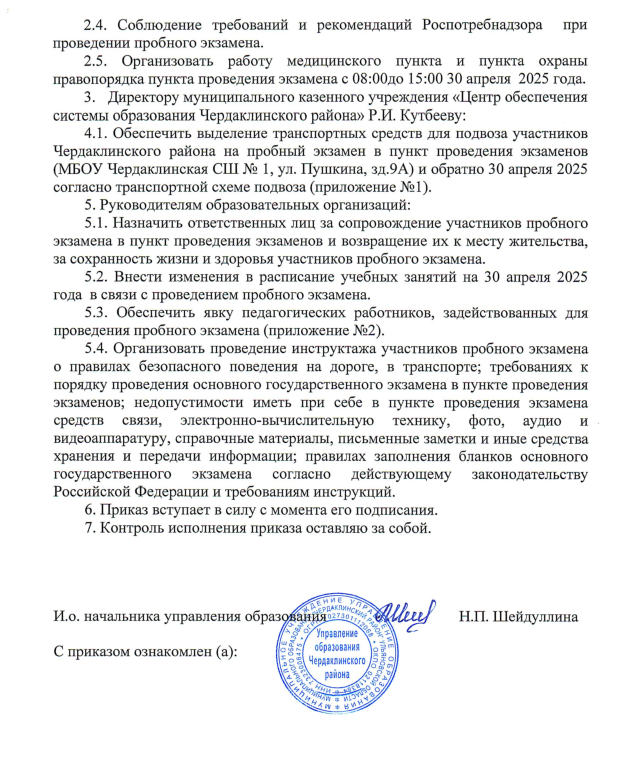 2.4. Соблюдение требований и рекомендаций Роспотребнадзора при
проведении пробного экзамена.
2.5. Организовать работу медицинского пункта и пункта охраны
правопорядка пункта проведения экзамена с 08:00до 15:00 30 апреля 2025 года.
3. Директору муниципального казенного учреждения «Центр обеспечения
системы образования Чердаклинского района» Р.И. Кутбееву:
4.1. Обеспечить выделение транспортных средств для подвоза участников
Чердаклинского района на пробный экзамен в пункт проведения экзаменов
(МБОУ Чердаклинская СШ № 1, ул. Пушкина, зд.9А) и обратно 30 апреля 2025
согласно транспортной схеме подвоза (приложение №1).
5. Руководителям образовательных организаций:
5.1. Назначить ответственных лиц за сопровождение участников пробного
экзамена в пункт проведения экзаменов и возвращение их к месту жительства,
за сохранность жизни и здоровья участников пробного экзамена.
5.2. Внести изменения в расписание учебных занятий на 30 апреля 2025
года в связи с проведением пробного экзамена.
5.3. Обеспечить явку педагогических работников, задействованных для
проведения пробного экзамена (приложение №2).
5.4. Организовать проведение инструктажа участников пробного экзамена
о правилах безопасного поведения на дороге, в транспорте; требованиях к
порядку проведения основного государственного экзамена в пункте проведения
экзаменов; недопустимости иметь при себе в пункте проведения экзамена
средств связи, электронно-вычислительную технику, фото, аудио и
видеоаппаратуру, справочные материалы, письменные заметки и иные средства
хранения и передачи информации; правилах заполнения бланков основного
государственного экзамена согласно действующему законодательству
Российской Федерации и требованиям инструкций.
6. Приказ вступает в силу с момента его подписания.
7. Контроль исполнения приказа оставляю за собой.
И.о. начальника управления образования Н.П. Шейдуллина
С приказом ознакомлен (а):
Управление
образования
Чердаклинского
района